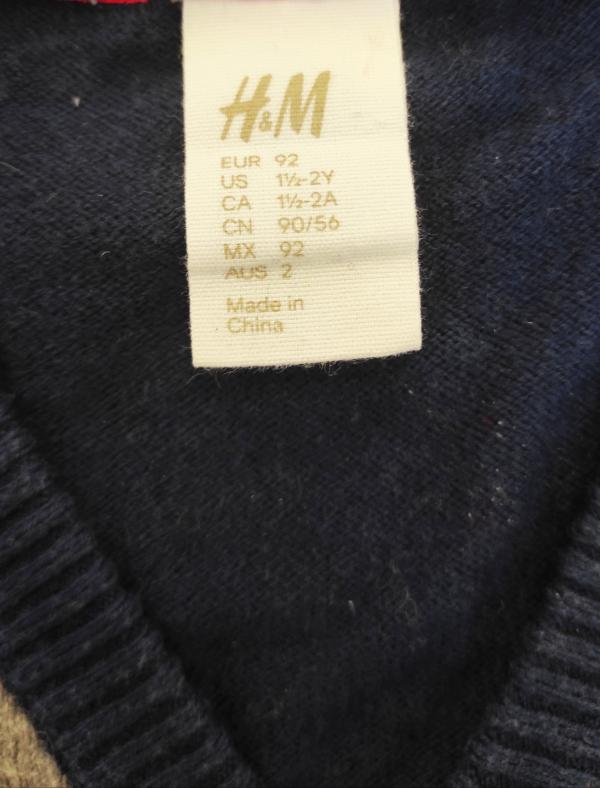 H&M
EUR 92
US 1½-2Y
CA 1½-2A
CN 90/56
MX 92
AUS 2
Made in
China